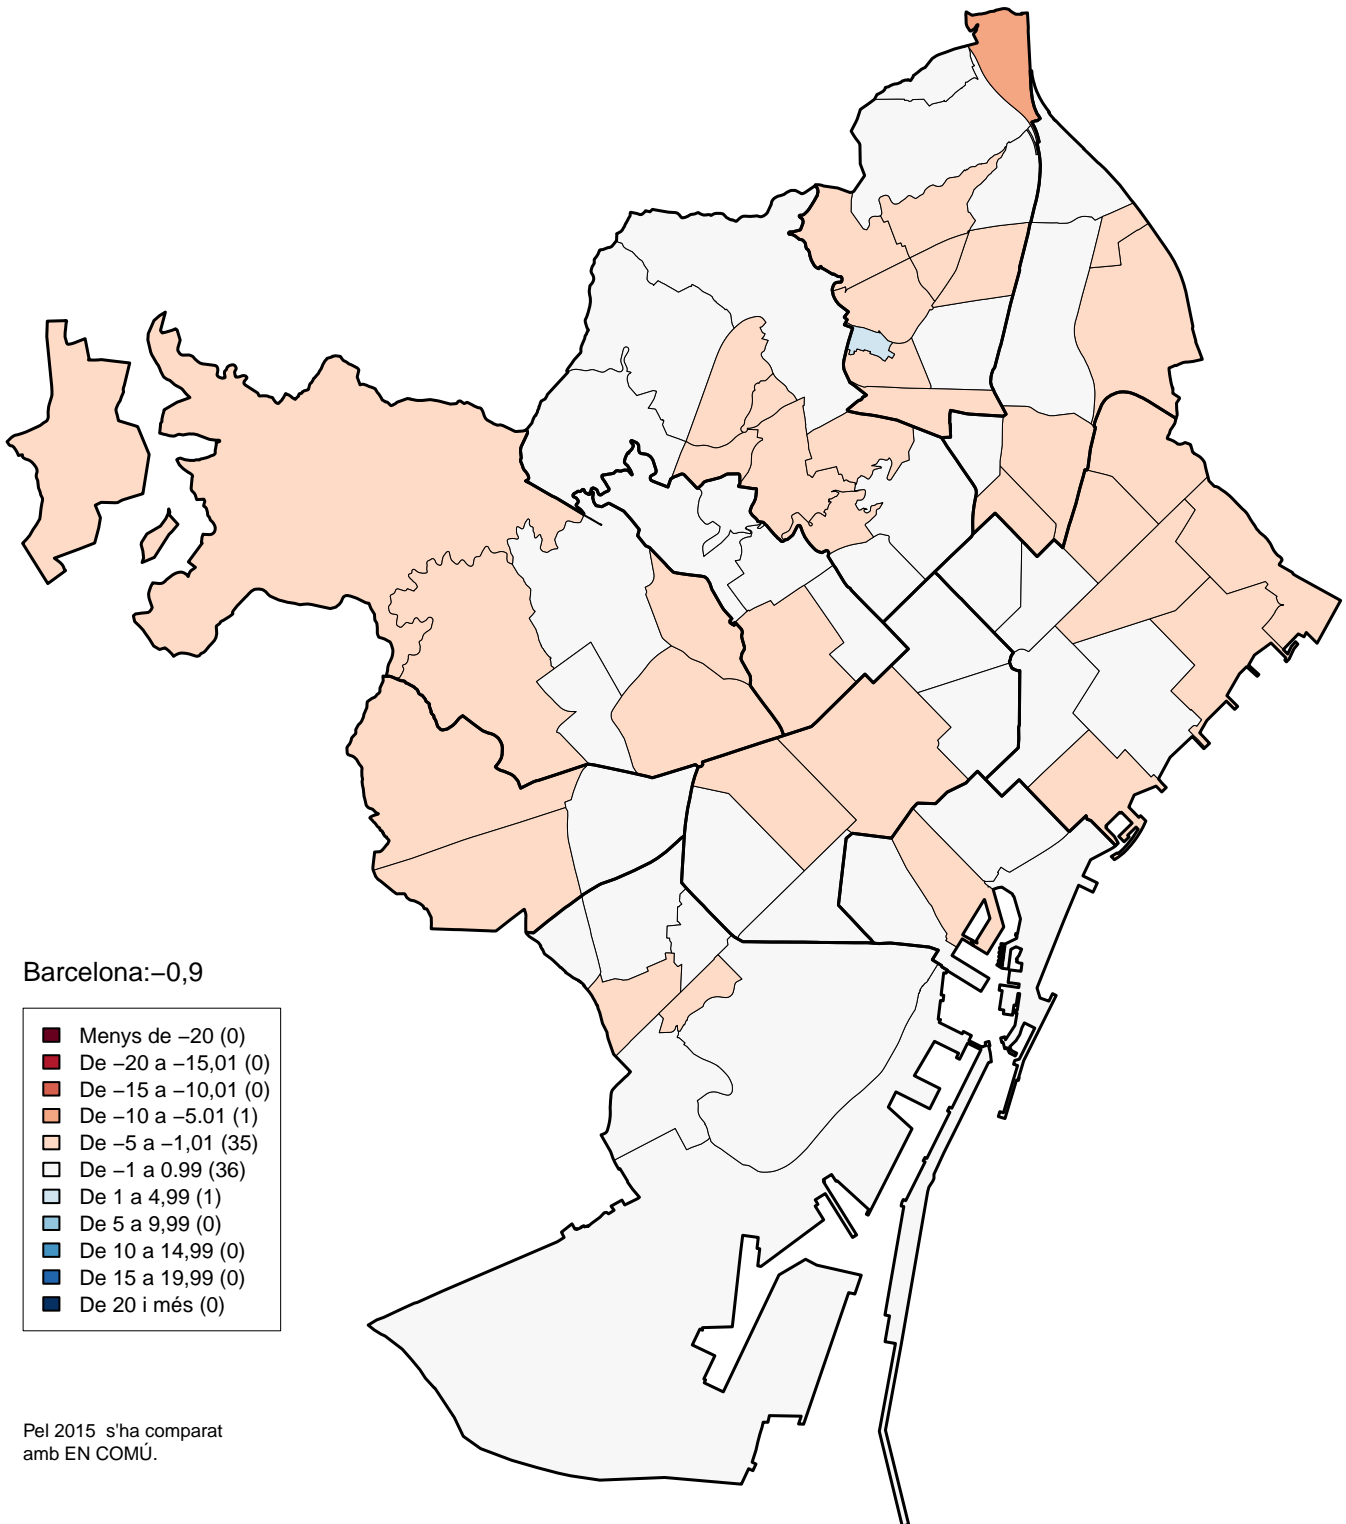 Barcelona:−0,9
Menys de −20 (0)
De −20 a −15,01 (0)
De −15 a −10,01 (0)
De −10 a −5.01 (1)
De −5 a −1,01 (35)
De −1 a 0.99 (36)
De 1 a 4,99 (1)
De 5 a 9,99 (0)
De 10 a 14,99 (0)
De 15 a 19,99 (0)
De 20 i més (0)
Pel 2015  s'ha comparat
amb EN COMÚ.